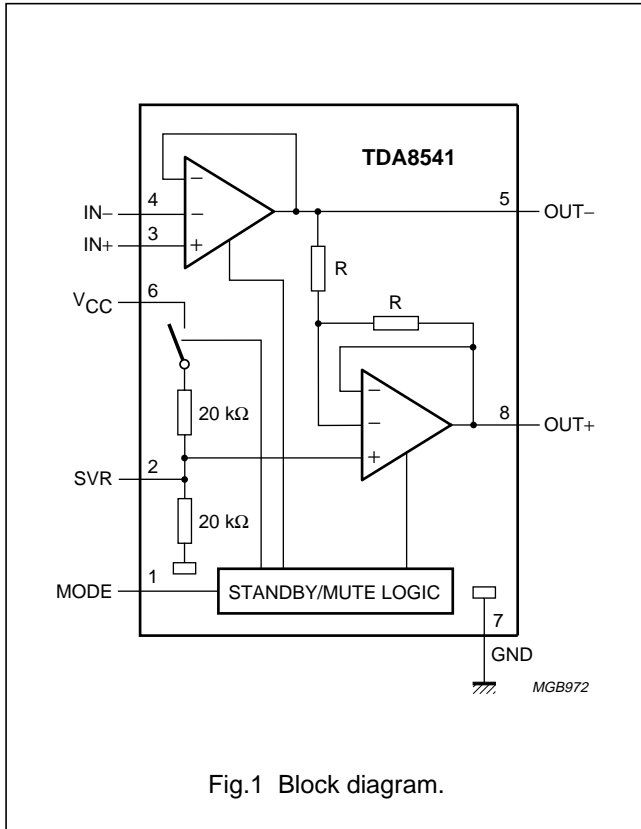 TDA8541
−
4
IN−
−
5
OUT−
3
IN+
+
R
6
VCC
R
20 kΩ
−
−
8
OUT+
+
2
SVR
20 kΩ
1
MODE
STANDBY/MUTE LOGIC
7
GND
MGB972
Fig.1 Block diagram.